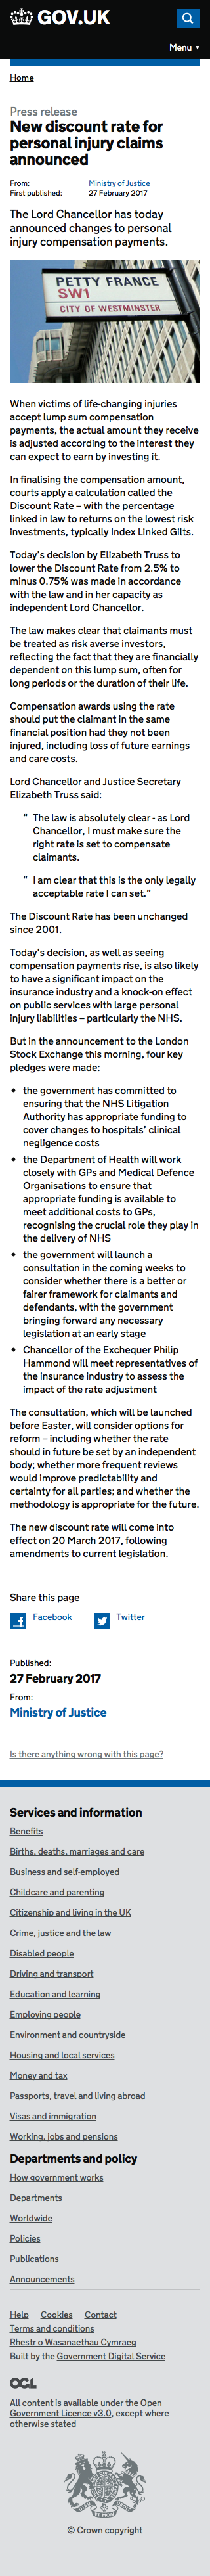 GOV.UK
Menu ▼
Home
Press release
New discount rate for
personal injury claims
announced
From: Ministry of Justice
First published: 27 February 2017
The Lord Chancellor has today
announced changes to personal
injury compensation payments.
PETTY FRANCE
SW1
CITY OF WESTMINSTER
When victims of life-changing injuries
accept lump sum compensation
payments, the actual amount they receive
is adjusted according to the interest they
can expect to earn by investing it.
In finalising the compensation amount,
courts apply a calculation called the
Discount Rate – with the percentage
linked in law to returns on the lowest risk
investments, typically Index Linked Gilts.
Today's decision by Elizabeth Truss to
lower the Discount Rate from 2.5% to
minus 0.75% was made in accordance
with the law and in her capacity as
independent Lord Chancellor.
The law makes clear that claimants must
be treated as risk averse investors,
reflecting the fact that they are financially
dependent on this lump sum, often for
long periods or the duration of their life.
Compensation awards using the rate
should put the claimant in the same
financial position had they not been
injured, including loss of future earnings
and care costs.
Lord Chancellor and Justice Secretary
Elizabeth Truss said:
“ The law is absolutely clear - as Lord
Chancellor, I must make sure the
right rate is set to compensate
claimants.
“ I am clear that this is the only legally
acceptable rate I can set.”
The Discount Rate has been unchanged
since 2001.
Today's decision, as well as seeing
compensation payments rise, is also likely
to have a significant impact on the
insurance industry and a knock-on effect
on public services with large personal
injury liabilities – particularly the NHS.
But in the announcement to the London
Stock Exchange this morning, four key
pledges were made:
• the government has committed to
ensuring that the NHS Litigation
Authority has appropriate funding to
cover changes to hospitals' clinical
negligence costs
• the Department of Health will work
closely with GPs and Medical Defence
Organisations to ensure that
appropriate funding is available to
meet additional costs to GPs,
recognising the crucial role they play in
the delivery of NHS
• the government will launch a
consultation in the coming weeks to
consider whether there is a better or
fairer framework for claimants and
defendants, with the government
bringing forward any necessary
legislation at an early stage
• Chancellor of the Exchequer Philip
Hammond will meet representatives of
the insurance industry to assess the
impact of the rate adjustment
The consultation, which will be launched
before Easter, will consider options for
reform – including whether the rate
should in future be set by an independent
body; whether more frequent reviews
would improve predictability and
certainty for all parties; and whether the
methodology is appropriate for the future.
The new discount rate will come into
effect on 20 March 2017, following
amendments to current legislation.
Share this page
Facebook Twitter
Published:
27 February 2017
From:
Ministry of Justice
Is there anything wrong with this page?
Services and information
Benefits
Births, deaths, marriages and care
Business and self-employed
Childcare and parenting
Citizenship and living in the UK
Crime, justice and the law
Disabled people
Driving and transport
Education and learning
Employing people
Environment and countryside
Housing and local services
Money and tax
Passports, travel and living abroad
Visas and immigration
Working, jobs and pensions
Departments and policy
How government works
Departments
Worldwide
Policies
Publications
Announcements
Help Cookies Contact
Terms and conditions
Rhestr o Wasanaethau Cymraeg
Built by the Government Digital Service
OGL
All content is available under the Open
Government Licence v3.0, except where
otherwise stated
© Crown copyright